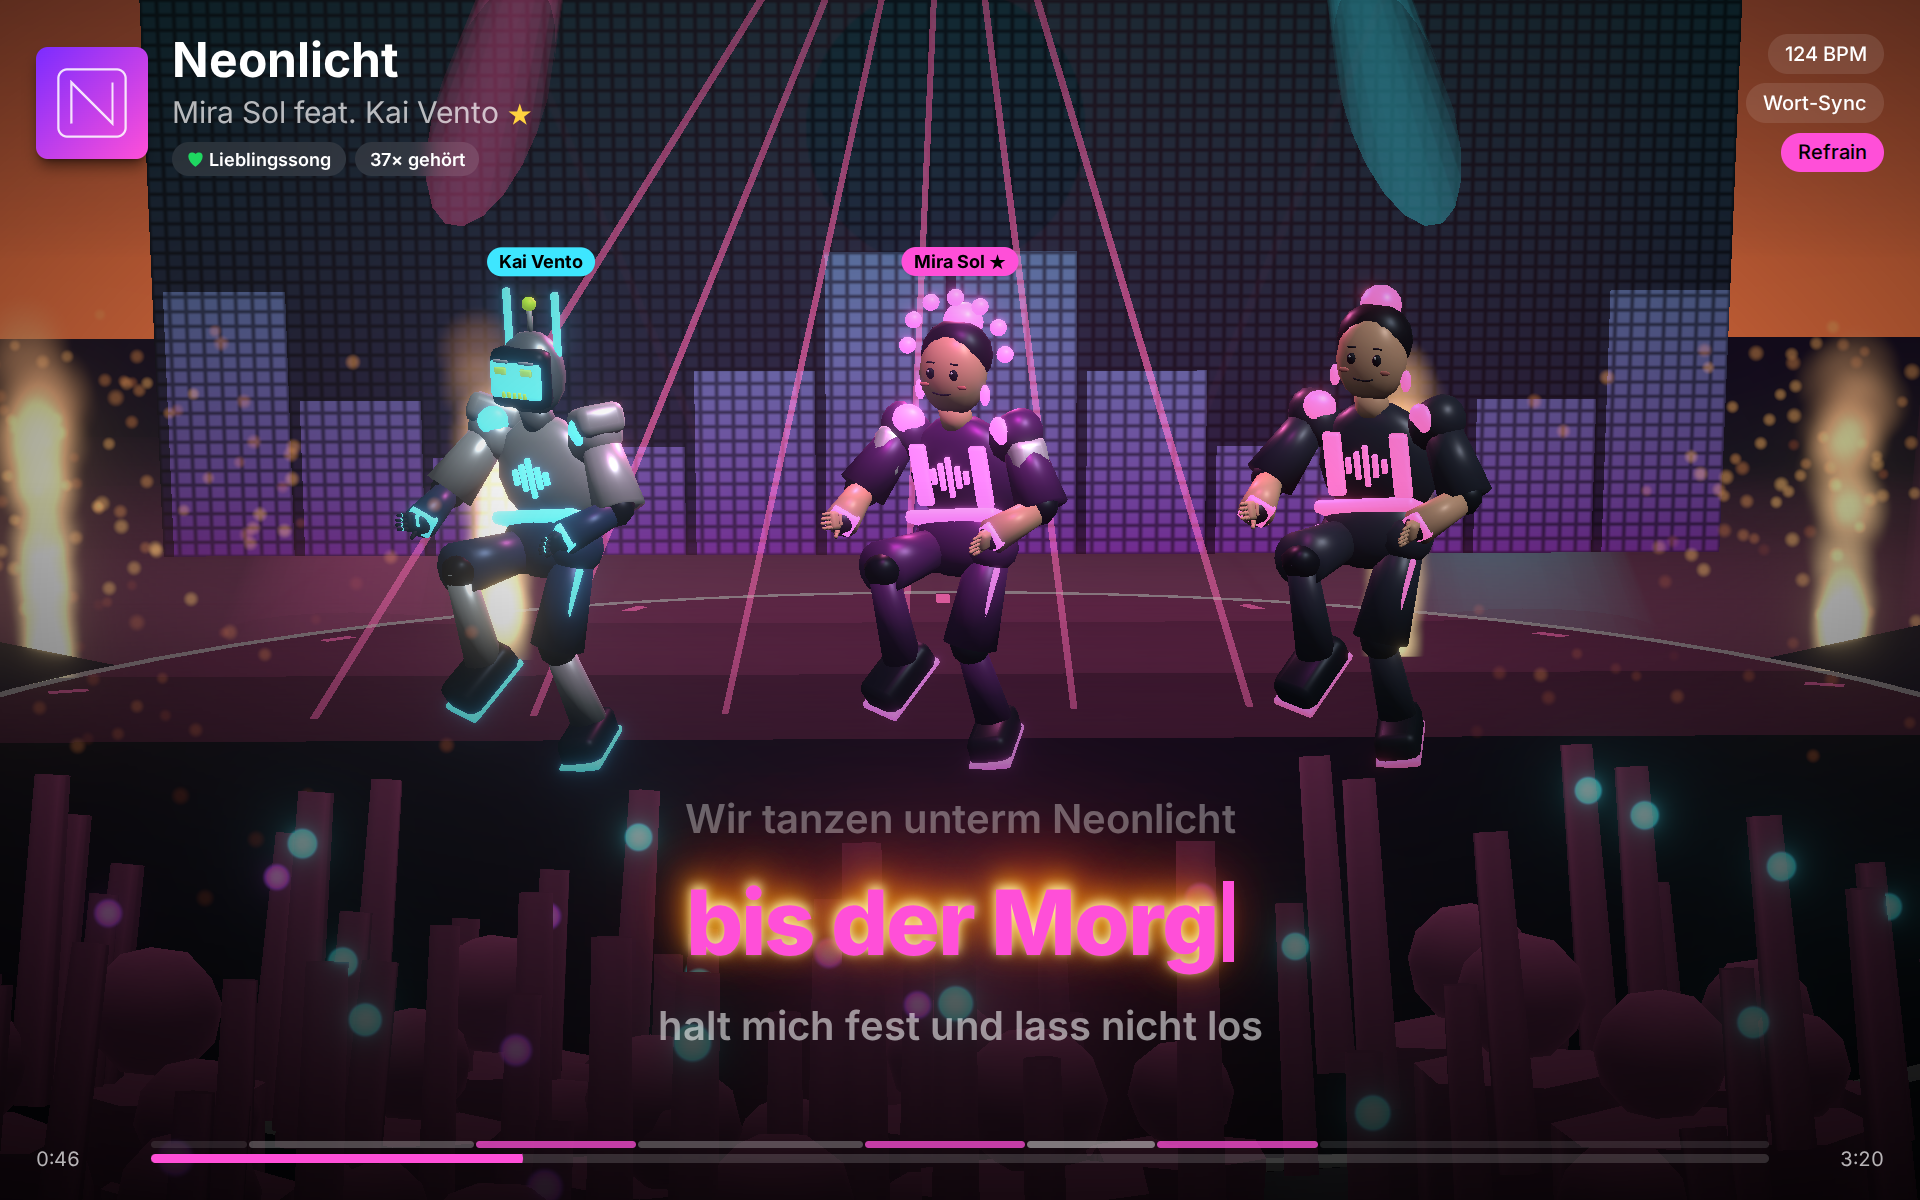 Neonlicht
Mira Sol feat. Kai Vento ★
Lieblingssong
37× gehört
124 BPM
Wort-Sync
Refrain
N
Kai Vento
Mira Sol ★
Wir tanzen unterm Neonlicht
bis der Morg
halt mich fest und lass nicht los
0:46
3:20